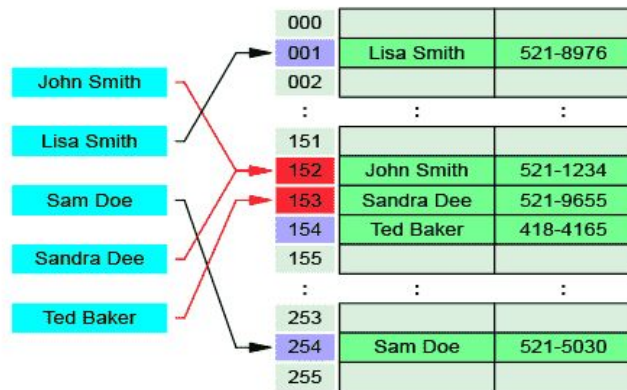 John Smith
Lisa Smith
Sam Doe
Sandra Dee
Ted Baker
000
001 Lisa Smith 521-8976
002
: : :
151
152 John Smith 521-1234
153 Sandra Dee 521-9655
154 Ted Baker 418-4165
155
: : :
253
254 Sam Doe 521-5030
255